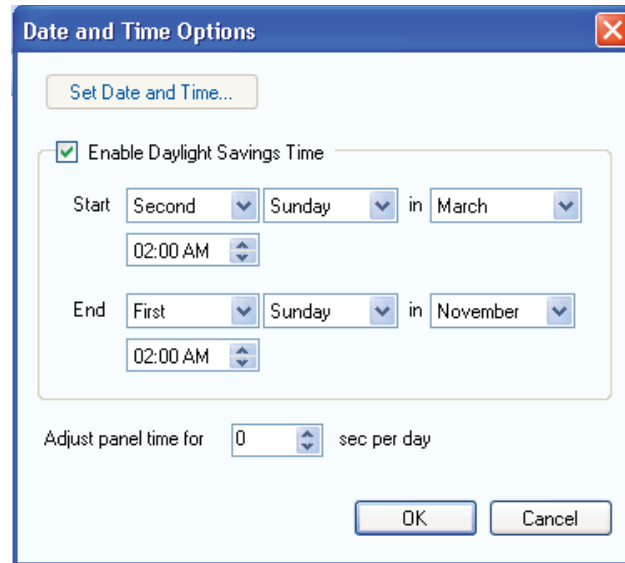 Date and Time Options
Set Date and Time...
Enable Daylight Savings Time
Start Second Sunday in March
02:00 AM
End First Sunday in November
02:00 AM
Adjust panel time for 0 sec per day
OK Cancel